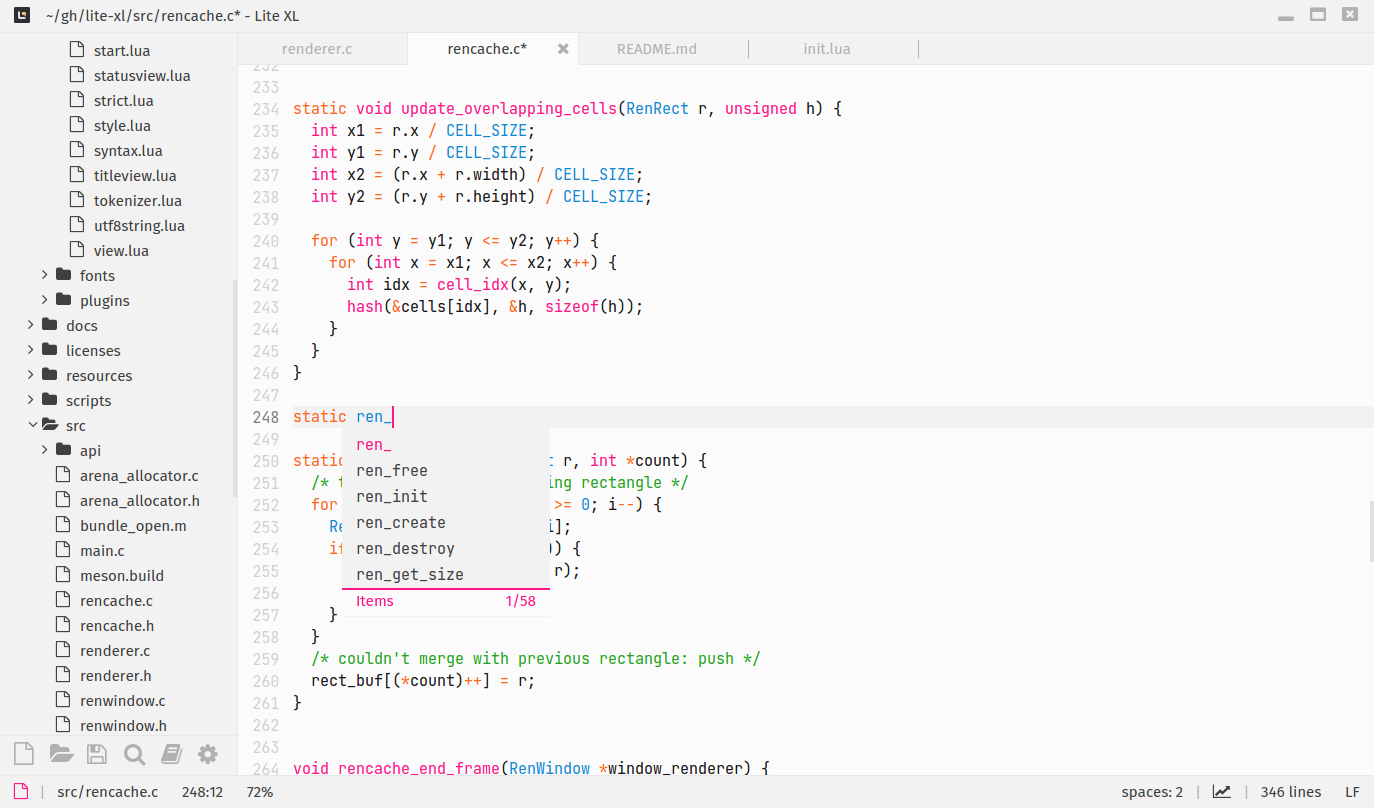 ~/gh/lite-xl/src/rencache.c* - Lite XL
start.lua
statusview.lua
strict.lua
style.lua
syntax.lua
titleview.lua
tokenizer.lua
utf8string.lua
view.lua
fonts
plugins
docs
licenses
resources
scripts
src
api
arena_allocator.c
arena_allocator.h
bundle_open.m
main.c
meson.build
rencache.c
rencache.h
renderer.c
renderer.h
renwindow.c
renwindow.h
renderer.c rencache.c* README.md init.lua
232
233
234 static void update_overlapping_cells(RenRect r, unsigned h) {
235 int x1 = r.x / CELL_SIZE;
236 int y1 = r.y / CELL_SIZE;
237 int x2 = (r.x + r.width) / CELL_SIZE;
238 int y2 = (r.y + r.height) / CELL_SIZE;
239
240 for (int y = y1; y <= y2; y++) {
241 for (int x = x1; x <= x2; x++) {
242 int idx = cell_idx(x, y);
243 hash(&cells[idx], &h, sizeof(h));
244 }
245 }
246 }
247
248 static ren_
249
250 static r, int *count) {
251 /* ing rectangle */
252 for >= 0; i--) {
253 i];
254 )) {
255 r);
256
257 }
258 }
259 /* couldn't merge with previous rectangle: push */
260 rect_buf[(*count)++] = r;
261 }
262
263
264 void rencache_end_frame(RenWindow *window_renderer) {
ren_
ren_free
ren_init
ren_create
ren_destroy
ren_get_size
Items 1/58
src/rencache.c 248:12 72% spaces: 2 346 lines LF